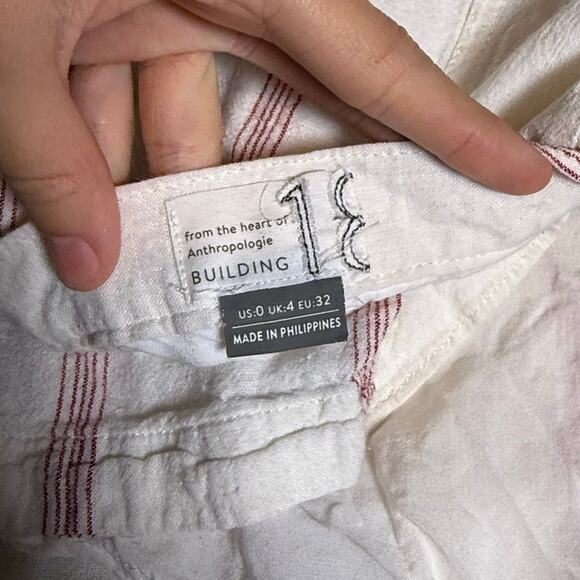 from the heart of
Anthropologie
BUILDING 18
US:0 UK:4 EU:32
MADE IN PHILIPPINES